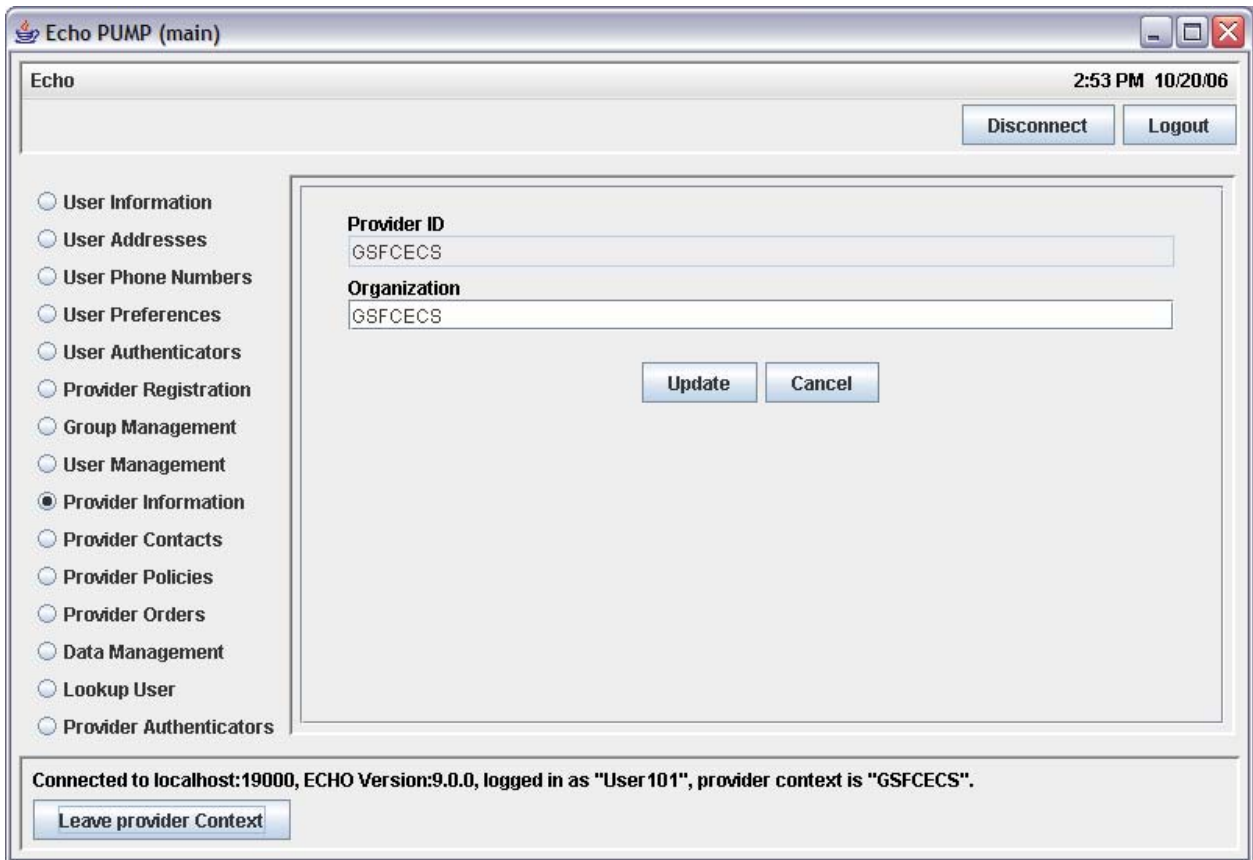 Echo PUMP (main)
Echo
2:53 PM 10/20/06
Disconnect
Logout
User Information
User Addresses
User Phone Numbers
User Preferences
User Authenticators
Provider Registration
Group Management
User Management
Provider Information
Provider Contacts
Provider Policies
Provider Orders
Data Management
Lookup User
Provider Authenticators
Provider ID
GSFCECS
Organization
GSFCECS
Update
Cancel
Connected to localhost:19000, ECHO Version:9.0.0, logged in as "User101", provider context is "GSFCECS".
Leave provider Context